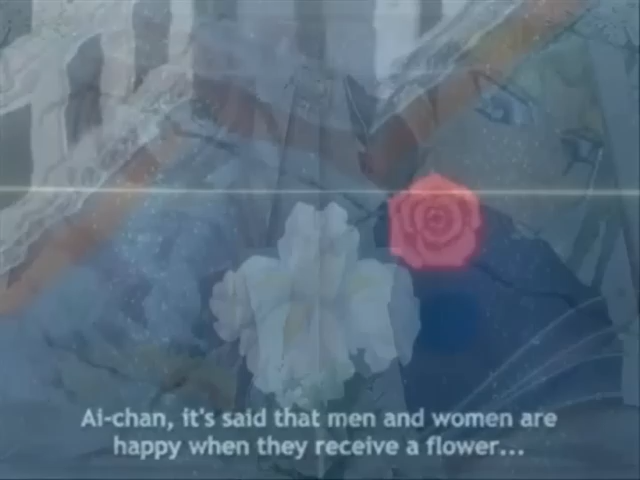 Ai-chan, it's said that men and women are
happy when they receive a flower...